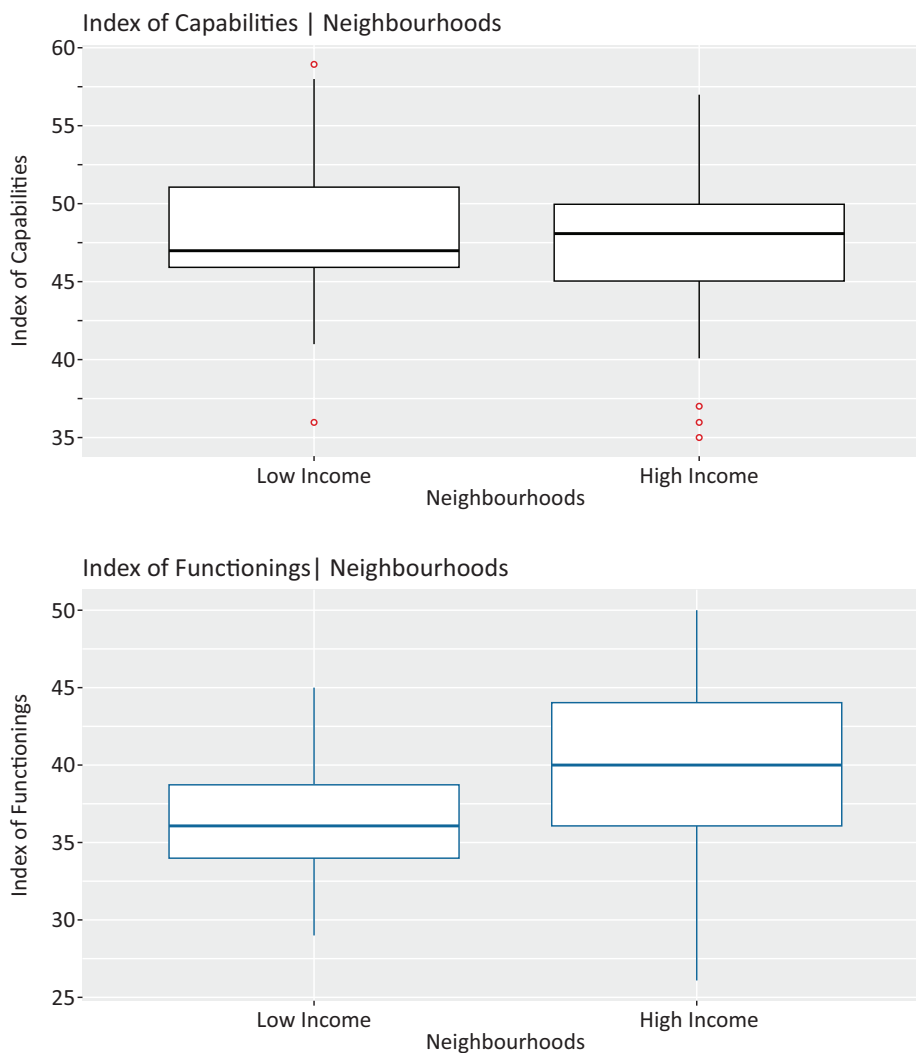 Index of Capabilities | Neighbourhoods
60
55
50
45
40
35
Index of Capabilities
Low Income
High Income
Neighbourhoods
Index of Functionings| Neighbourhoods
50
45
40
35
30
25
Index of Functionings
Low Income
High Income
Neighbourhoods